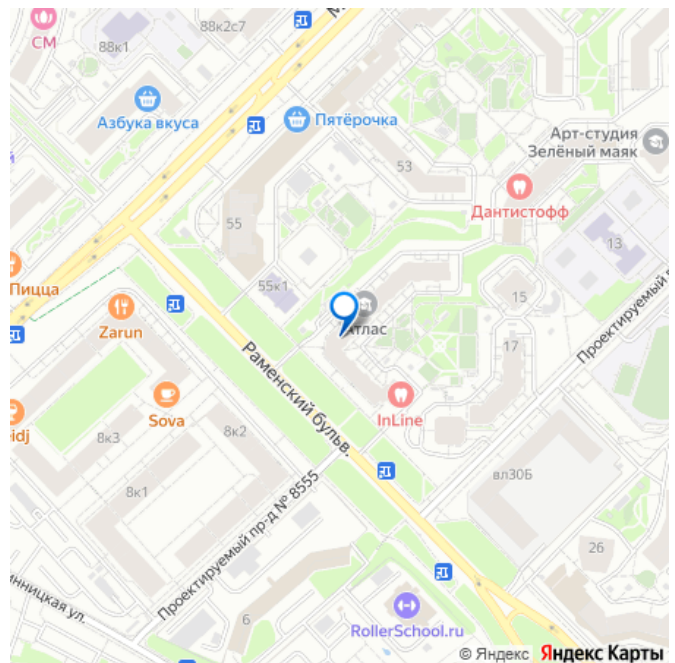 СМ
88к1
88к2с7
Азбука вкуса
Пятёрочка
Арт-студия
Зелёный маяк
53
Дантистофф
55
13
55к1
15
Пицца
Zarun
Атлас
17
Проектируемый
Раменский бульв.
InLine
Sova
8к3
8к2
8к1
вл30Б
Проектируемый пр-д № 8555
26
6
RollerSchool.ru
© Яндекс Яндекс Карты